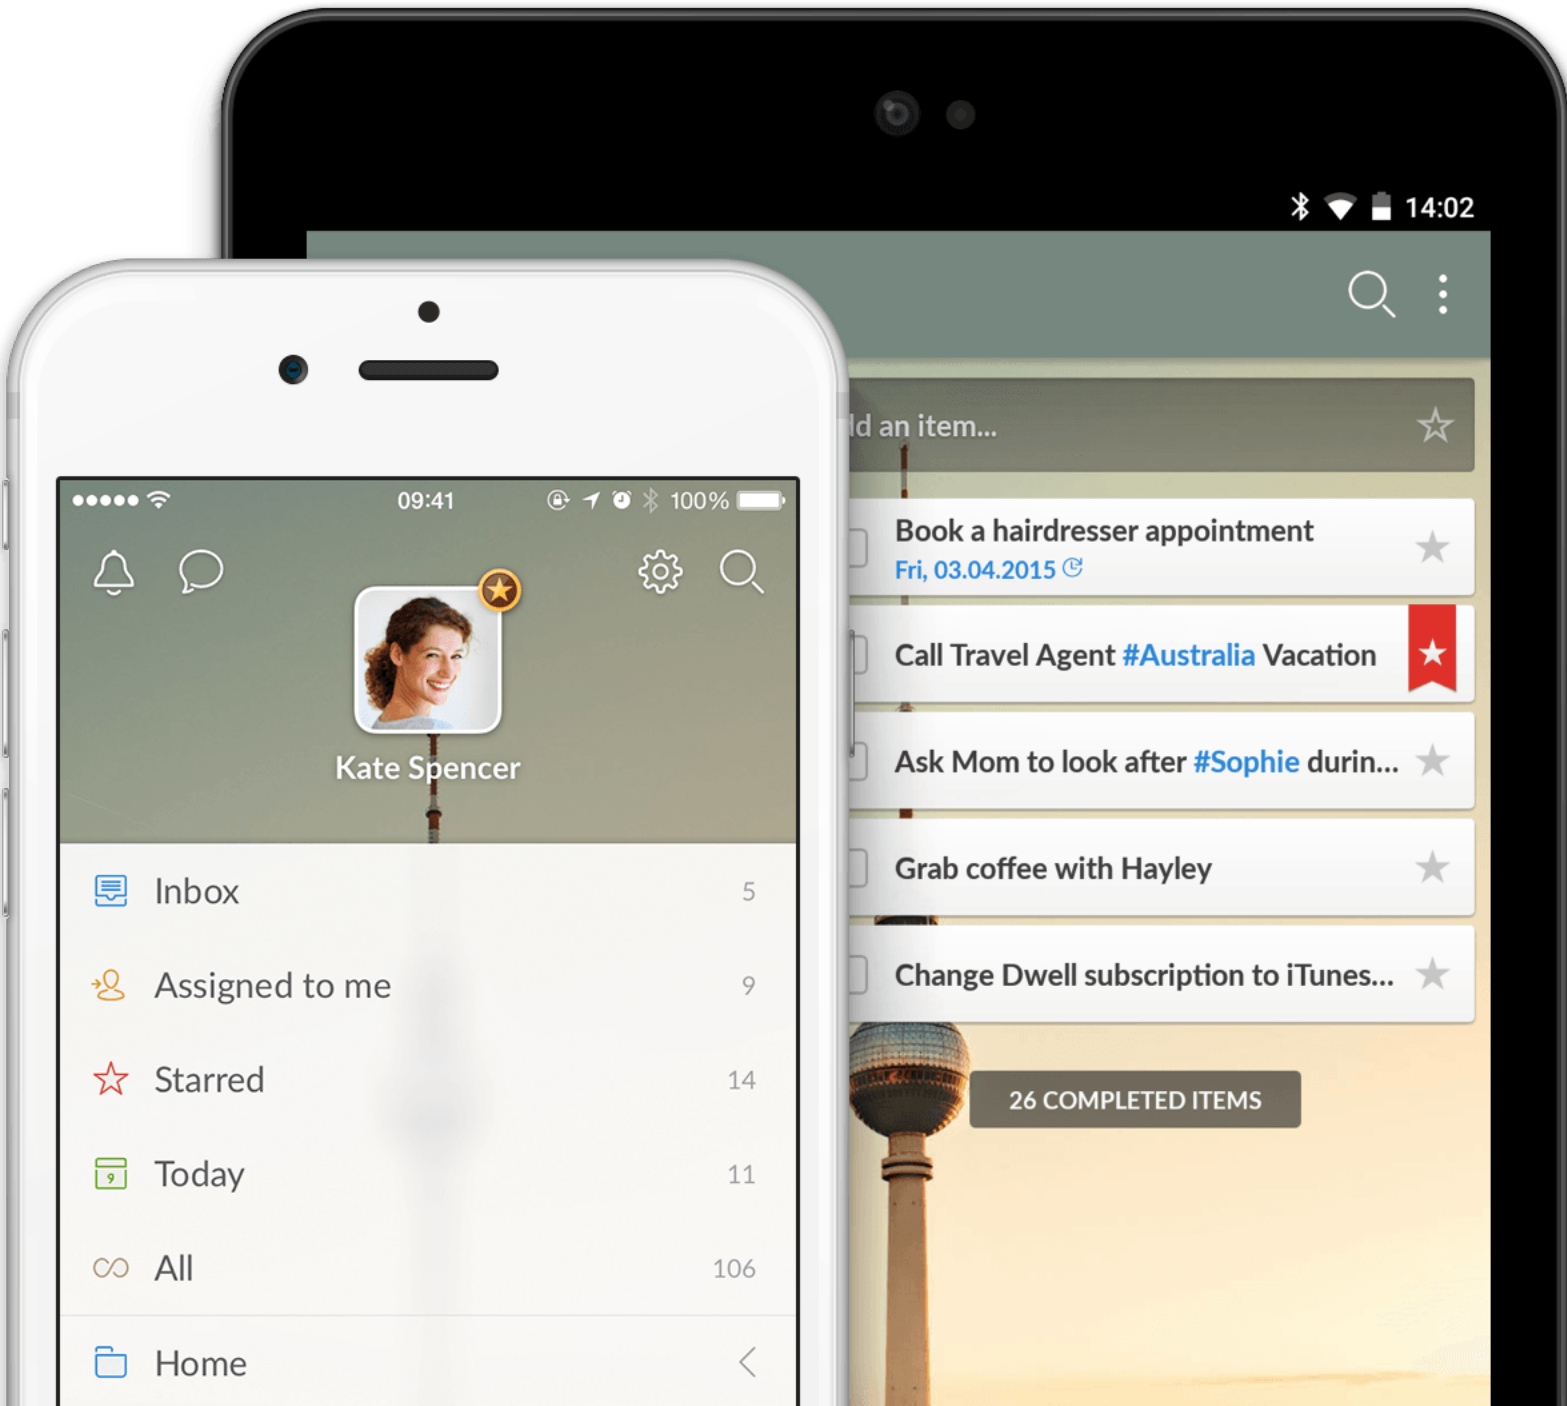 14:02
dd an item...
Book a hairdresser appointment
Fri, 03.04.2015
Call Travel Agent #Australia Vacation
Ask Mom to look after #Sophie durin...
Grab coffee with Hayley
Change Dwell subscription to iTunes...
26 COMPLETED ITEMS
09:41
100%
Kate Spencer
Inbox
5
Assigned to me
9
Starred
14
9
Today
11
All
106
Home